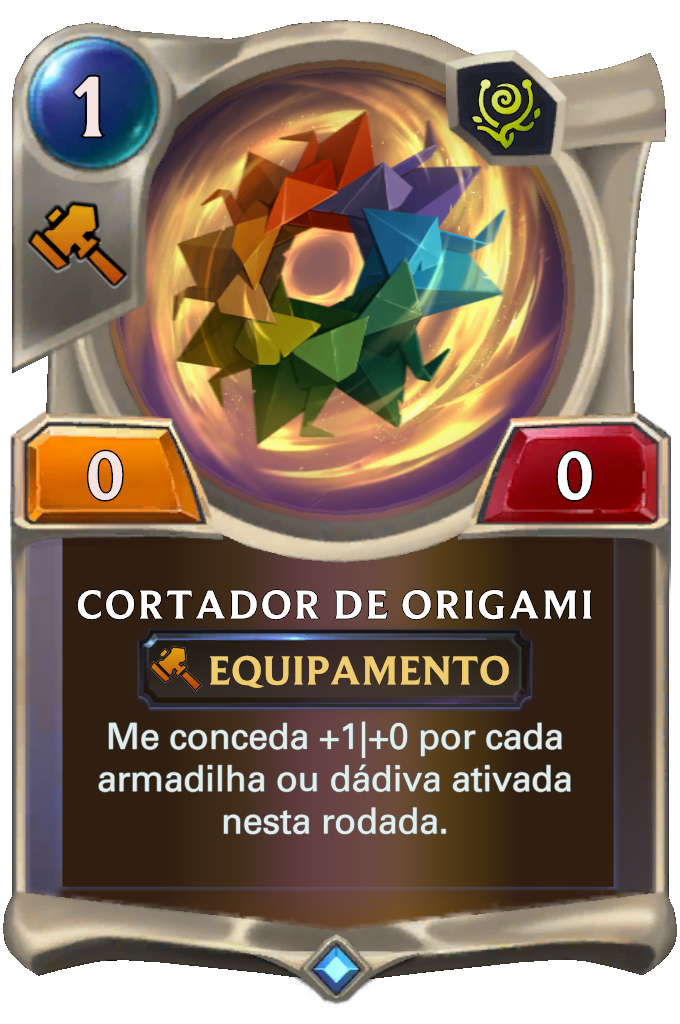 1
0
0
CORTADOR DE ORIGAMI
EQUIPAMENTO
Me conceda +1|+0 por cada
armadilha ou dádiva ativada
nesta rodada.